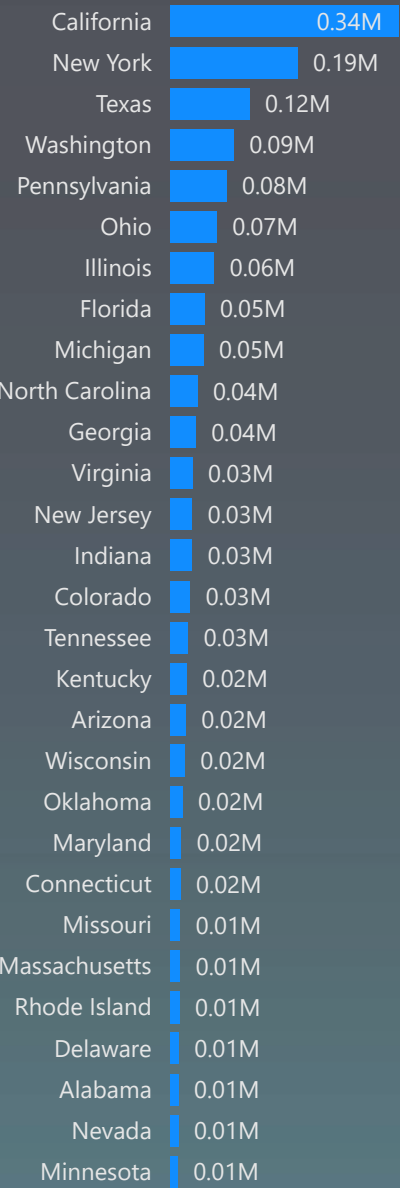 California 0.34M
New York 0.19M
Texas 0.12M
Washington 0.09M
Pennsylvania 0.08M
Ohio 0.07M
Illinois 0.06M
Florida 0.05M
Michigan 0.05M
North Carolina 0.04M
Georgia 0.04M
Virginia 0.03M
New Jersey 0.03M
Indiana 0.03M
Colorado 0.03M
Tennessee 0.03M
Kentucky 0.02M
Arizona 0.02M
Wisconsin 0.02M
Oklahoma 0.02M
Maryland 0.02M
Connecticut 0.02M
Missouri 0.01M
Massachusetts 0.01M
Rhode Island 0.01M
Delaware 0.01M
Alabama 0.01M
Nevada 0.01M
Minnesota 0.01M